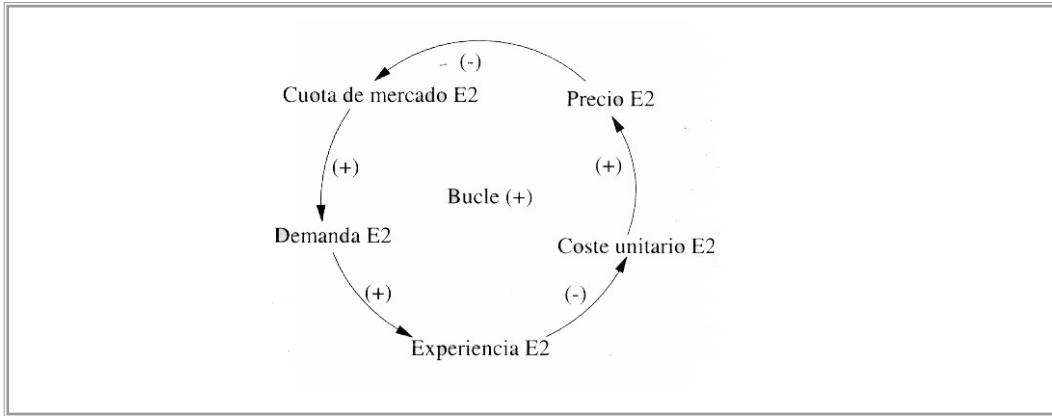 (-)
Cuota de mercado E2
Precio E2
(+)
(+)
Bucle (+)
Demanda E2
Coste unitario E2
(+)
(-)
Experiencia E2